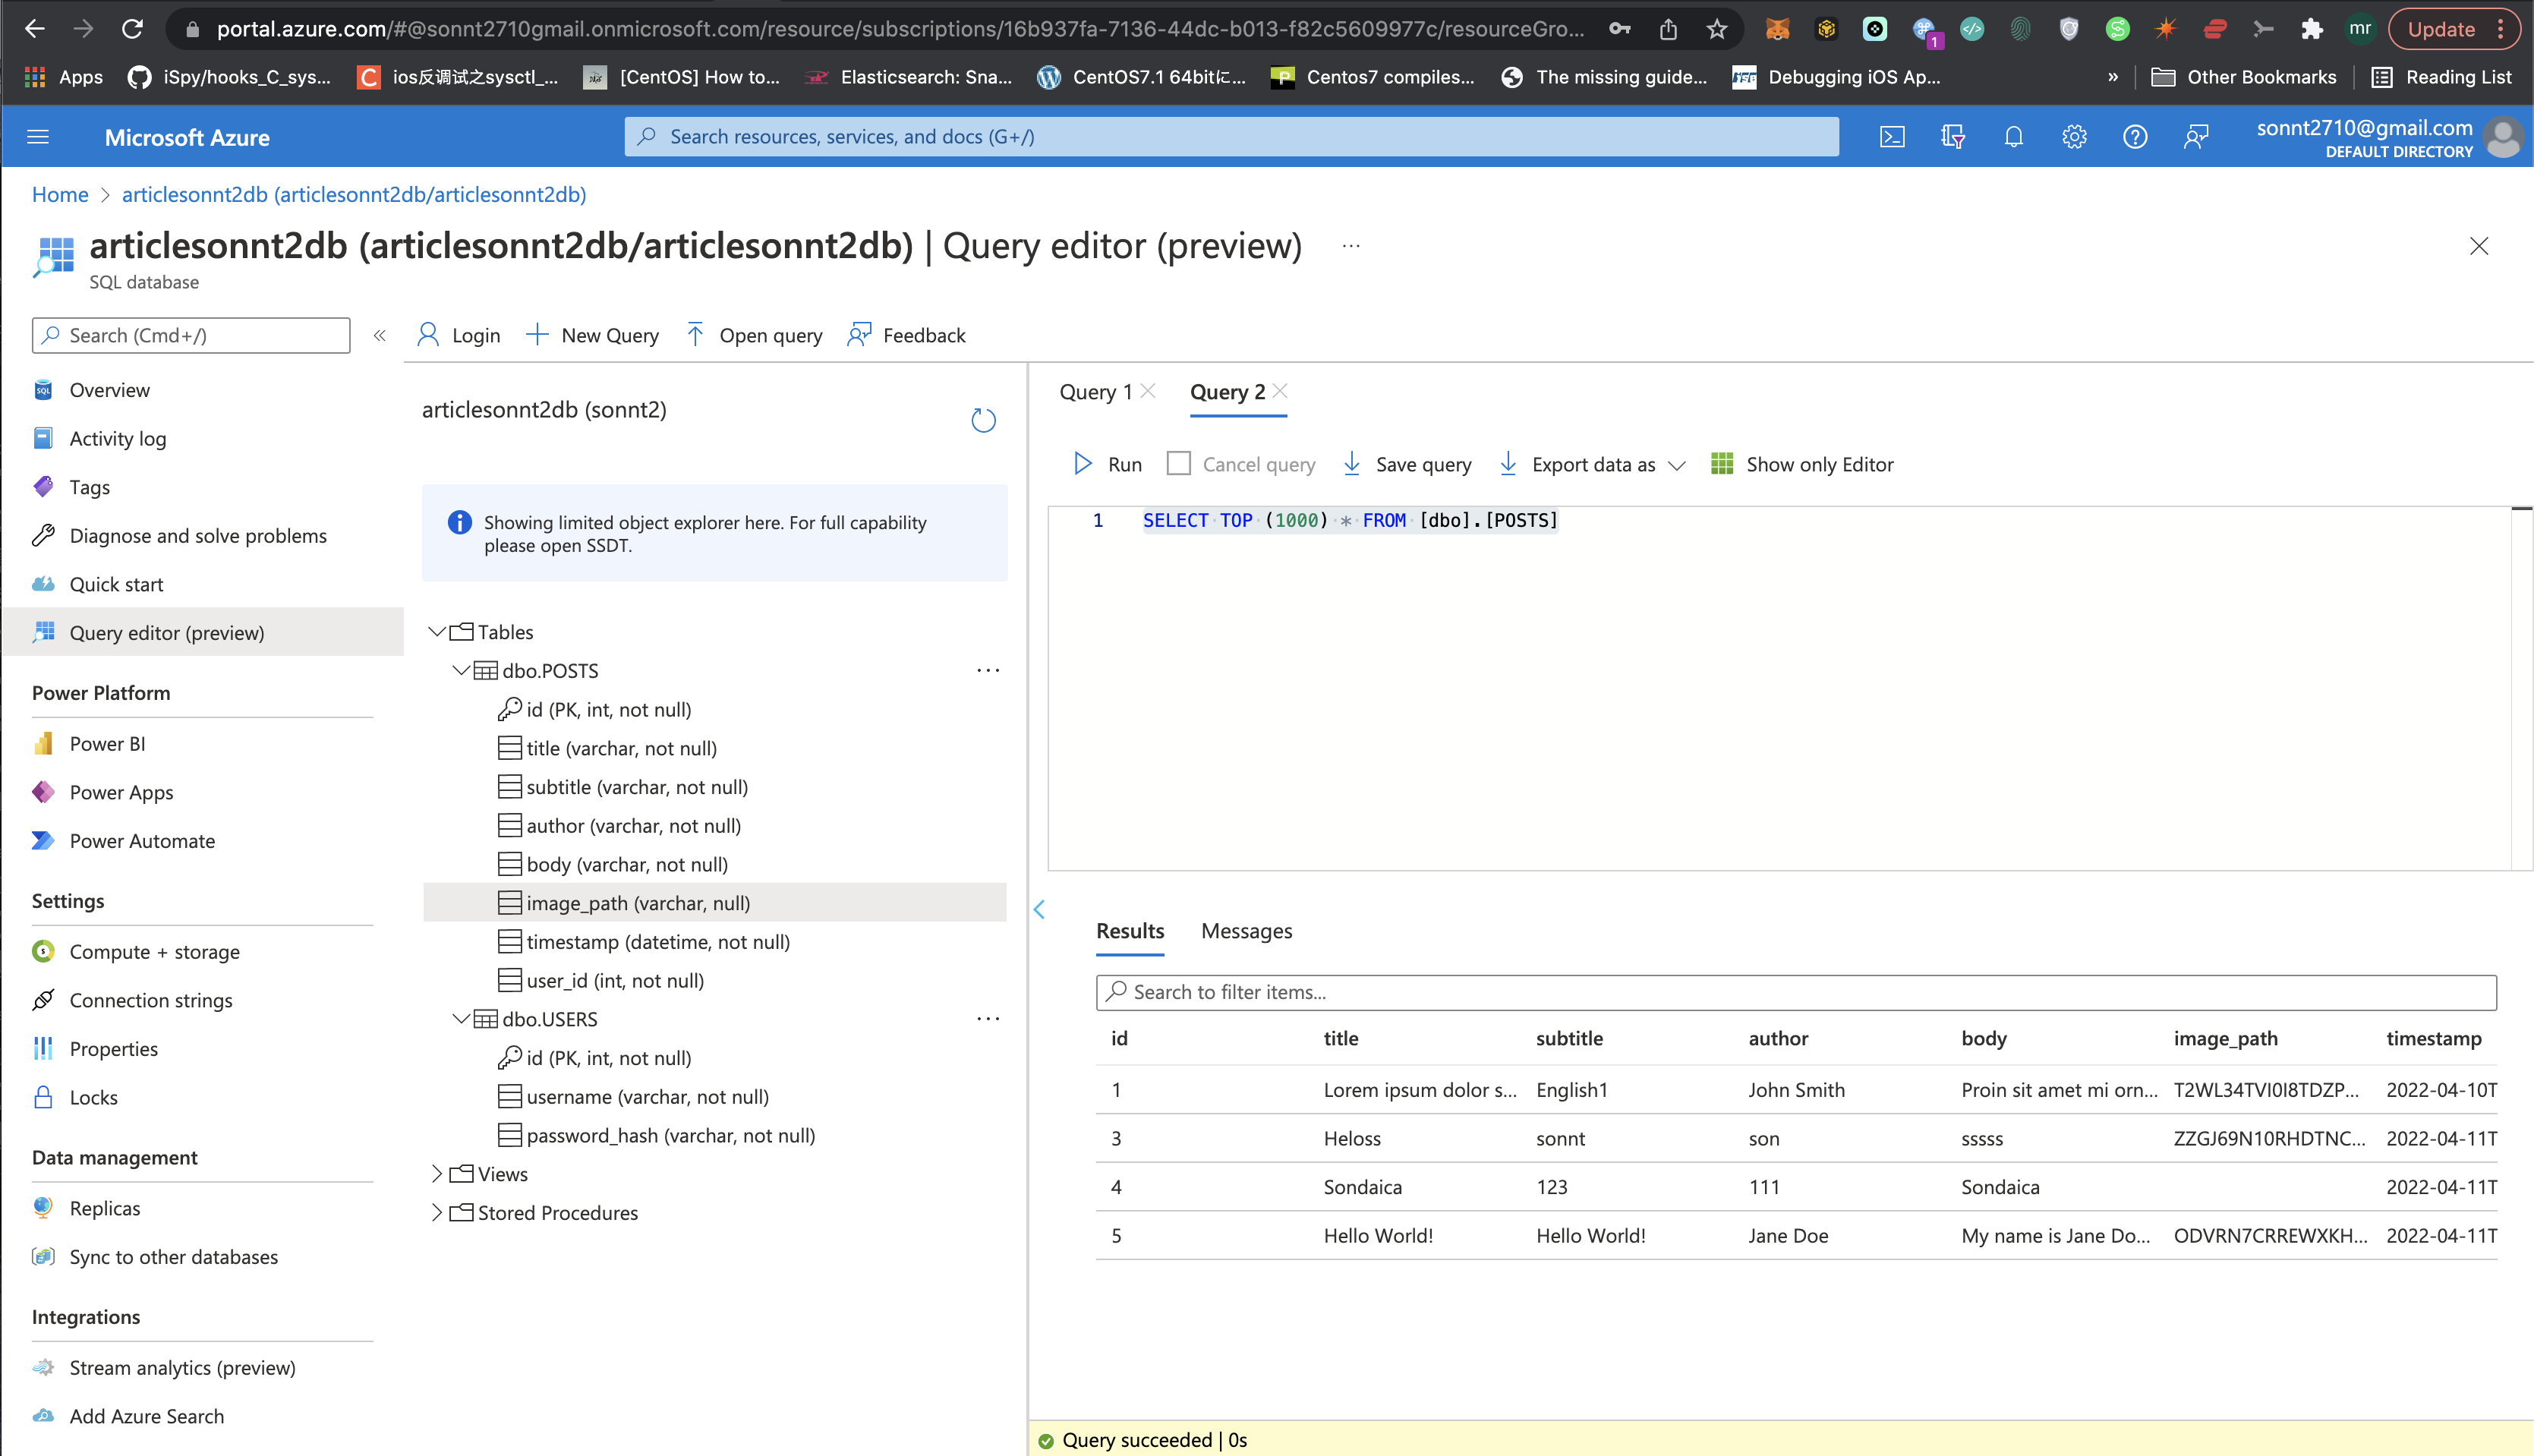 portal.azure.com/#@sonnt2710gmail.onmicrosoft.com/resource/subscriptions/16b937fa-7136-44dc-b013-f82c5609977c/resourceGro...
1
mr
Update
Apps
iSpy/hooks_C_sys...
ios反调试之sysctl_...
[CentOS] How to...
Elasticsearch: Sna...
CentOS7.1 64bitに...
Centos7 compiles...
The missing guide...
Debugging iOS Ap...
»
Other Bookmarks
Reading List
Microsoft Azure
Search resources, services, and docs (G+/)
sonnt2710@gmail.com
DEFAULT DIRECTORY
Home > articlesonnt2db (articlesonnt2db/articlesonnt2db)
articlesonnt2db (articlesonnt2db/articlesonnt2db) | Query editor (preview) ...
SQL database
Search (Cmd+/)
«
Login
New Query
Open query
Feedback
Overview
Activity log
Tags
Diagnose and solve problems
Quick start
Query editor (preview)
Power Platform
Power BI
Power Apps
Power Automate
Settings
Compute + storage
Connection strings
Properties
Locks
Data management
Replicas
Sync to other databases
Integrations
Stream analytics (preview)
Add Azure Search
articlesonnt2db (sonnt2)
Showing limited object explorer here. For full capability
please open SSDT.
Tables
dbo.POSTS ...
id (PK, int, not null)
title (varchar, not null)
subtitle (varchar, not null)
author (varchar, not null)
body (varchar, not null)
image_path (varchar, null)
timestamp (datetime, not null)
user_id (int, not null)
dbo.USERS ...
id (PK, int, not null)
username (varchar, not null)
password_hash (varchar, not null)
Views
Stored Procedures
Query 1
Query 2
Run
Cancel query
Save query
Export data as
Show only Editor
1 SELECT TOP (1000) * FROM [dbo].[POSTS]
Results
Messages
Search to filter items...
id title subtitle author body image_path timestamp
1 Lorem ipsum dolor s... English1 John Smith Proin sit amet mi orn... T2WL34TVI0I8TDZP... 2022-04-10T
3 Heloss sonnt son sssss ZZGJ69N10RHDTNC... 2022-04-11T
4 Sondaica 123 111 Sondaica 2022-04-11T
5 Hello World! Hello World! Jane Doe My name is Jane Do... ODVRN7CRREWXKH... 2022-04-11T
Query succeeded | 0s